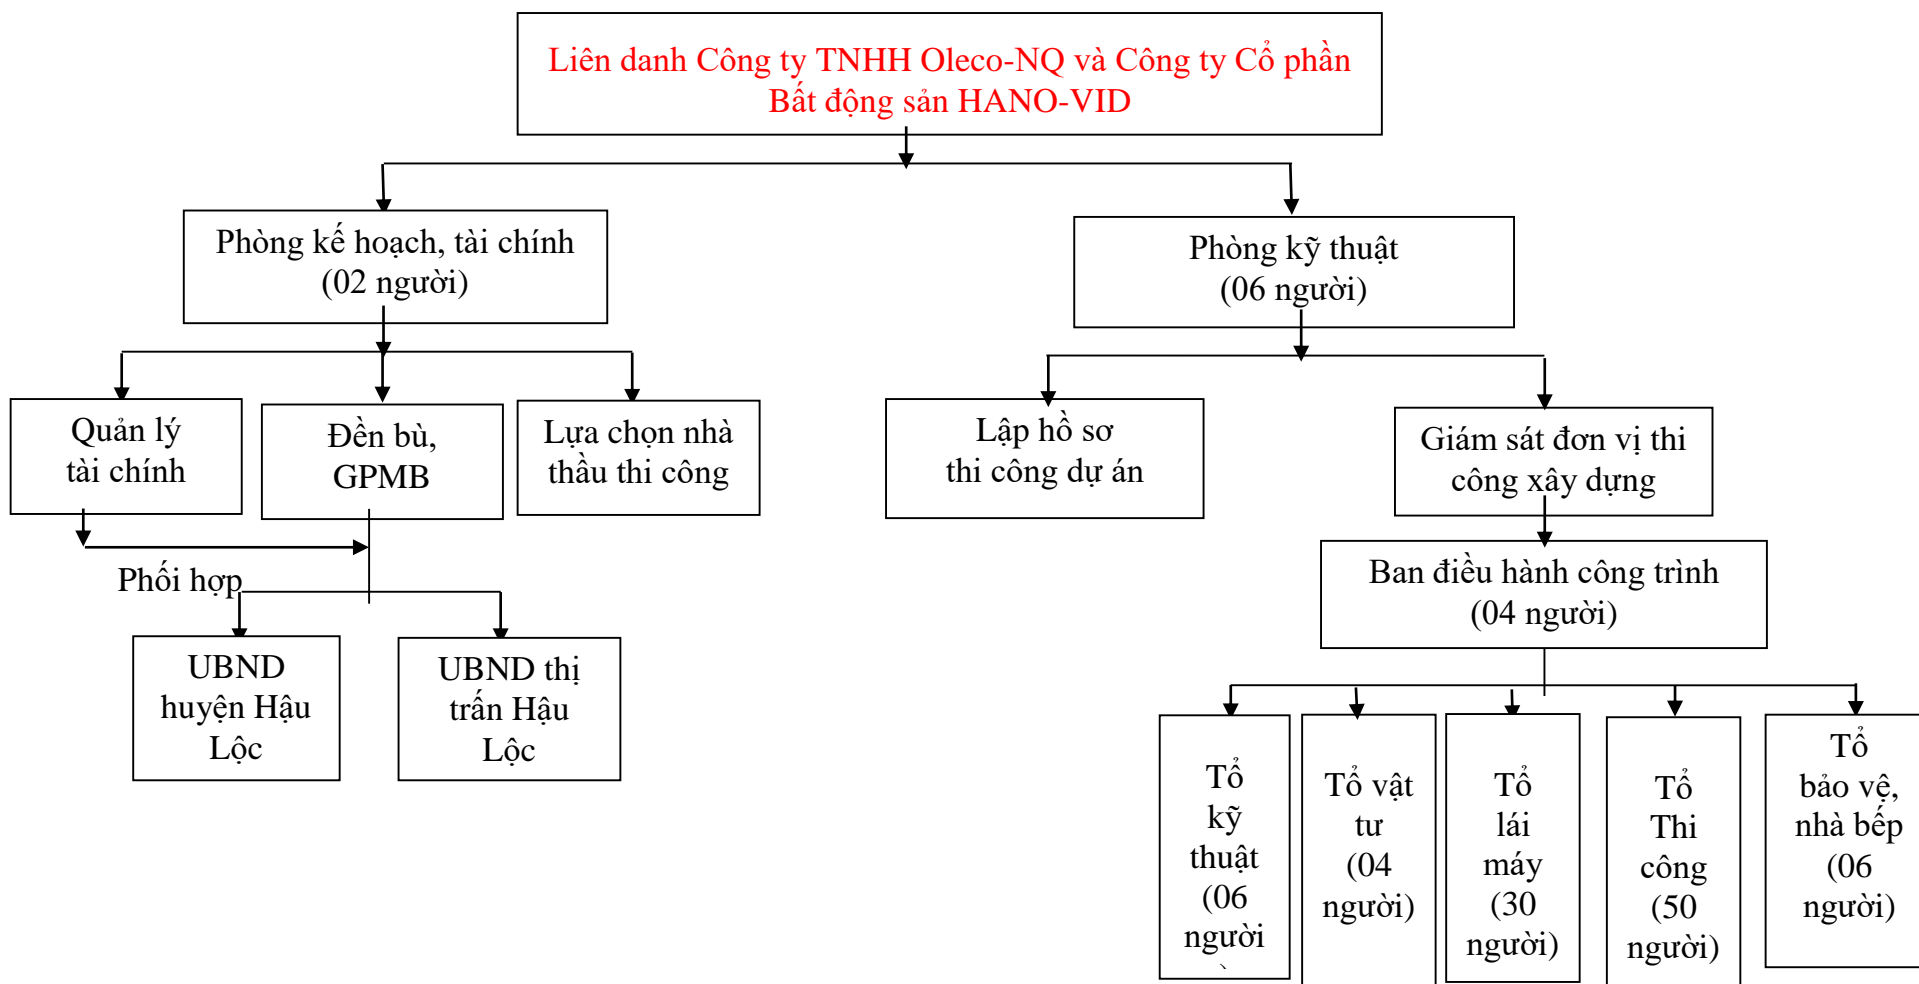 Liên danh Công ty TNHH Oleco-NQ và Công ty Cổ phần
Bất động sản HANO-VID
Phòng kế hoạch, tài chính
(02 người)
Phòng kỹ thuật
(06 người)
Quản lý
tài chính
Đền bù,
GPMB
Lựa chọn nhà
thầu thi công
Lập hồ sơ
thi công dự án
Giám sát đơn vị thi
công xây dựng
Phối hợp
Ban điều hành công trình
(04 người)
UBND
huyện Hậu
Lộc
UBND thị
trấn Hậu
Lộc
Tổ
kỹ
thuật
(06
người
Tổ vật
tư
(04
người)
Tổ
lái
máy
(30
người)
Tổ
Thi
công
(50
người)
Tổ
bảo vệ,
nhà bếp
(06
người)